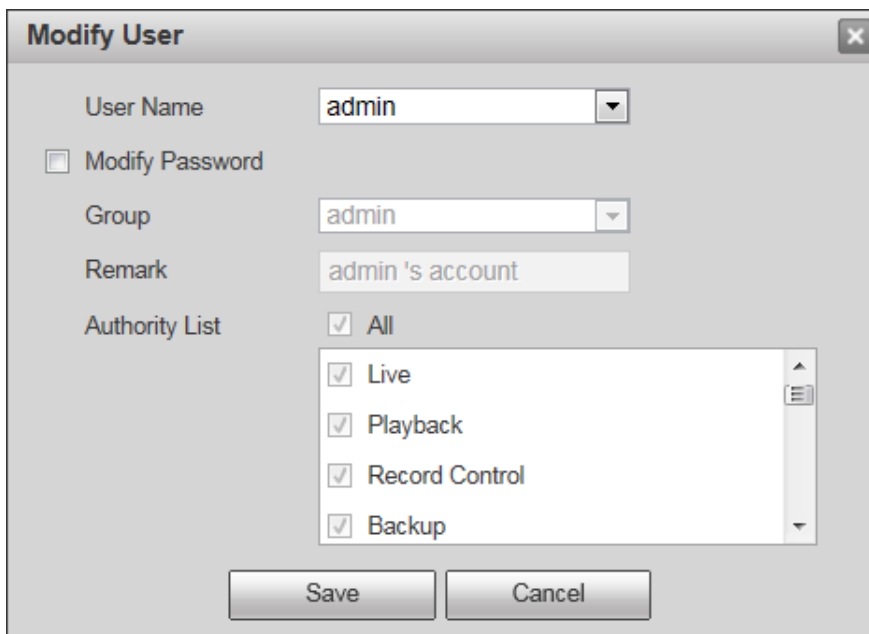 Modify User
User Name admin
Modify Password
Group admin
Remark admin 's account
Authority List All
Live
Playback
Record Control
Backup
Save Cancel